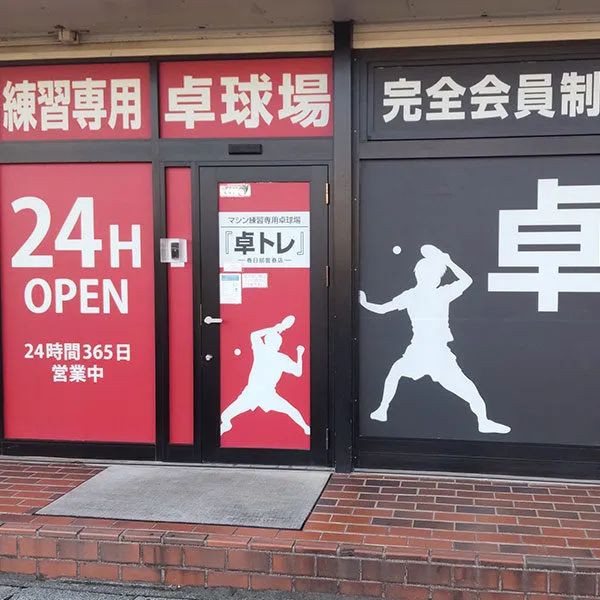 練習専用
卓球場
完全会員制
24H
OPEN
24時間365日
営業中
マシン練習専用卓球場
『卓トレ』
卓